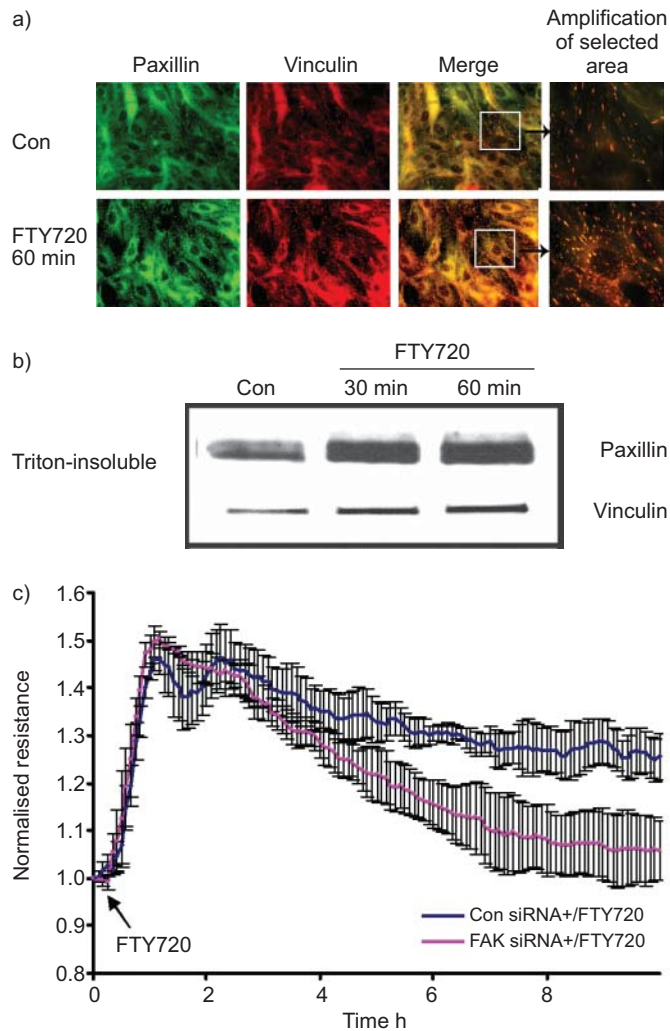 a)
Amplification
of selected
area
Paxillin Vinculin Merge
Con
FTY720
60 min
b)
FTY720
Con 30 min 60 min
Triton-insoluble
Paxillin
Vinculin
c)
1.6
1.5
1.4
1.3
1.2
1.1
1.0
0.9
0.8
Normalised resistance
FTY720
Con siRNA+/FTY720
FAK siRNA+/FTY720
0 2 4 6 8
Time h